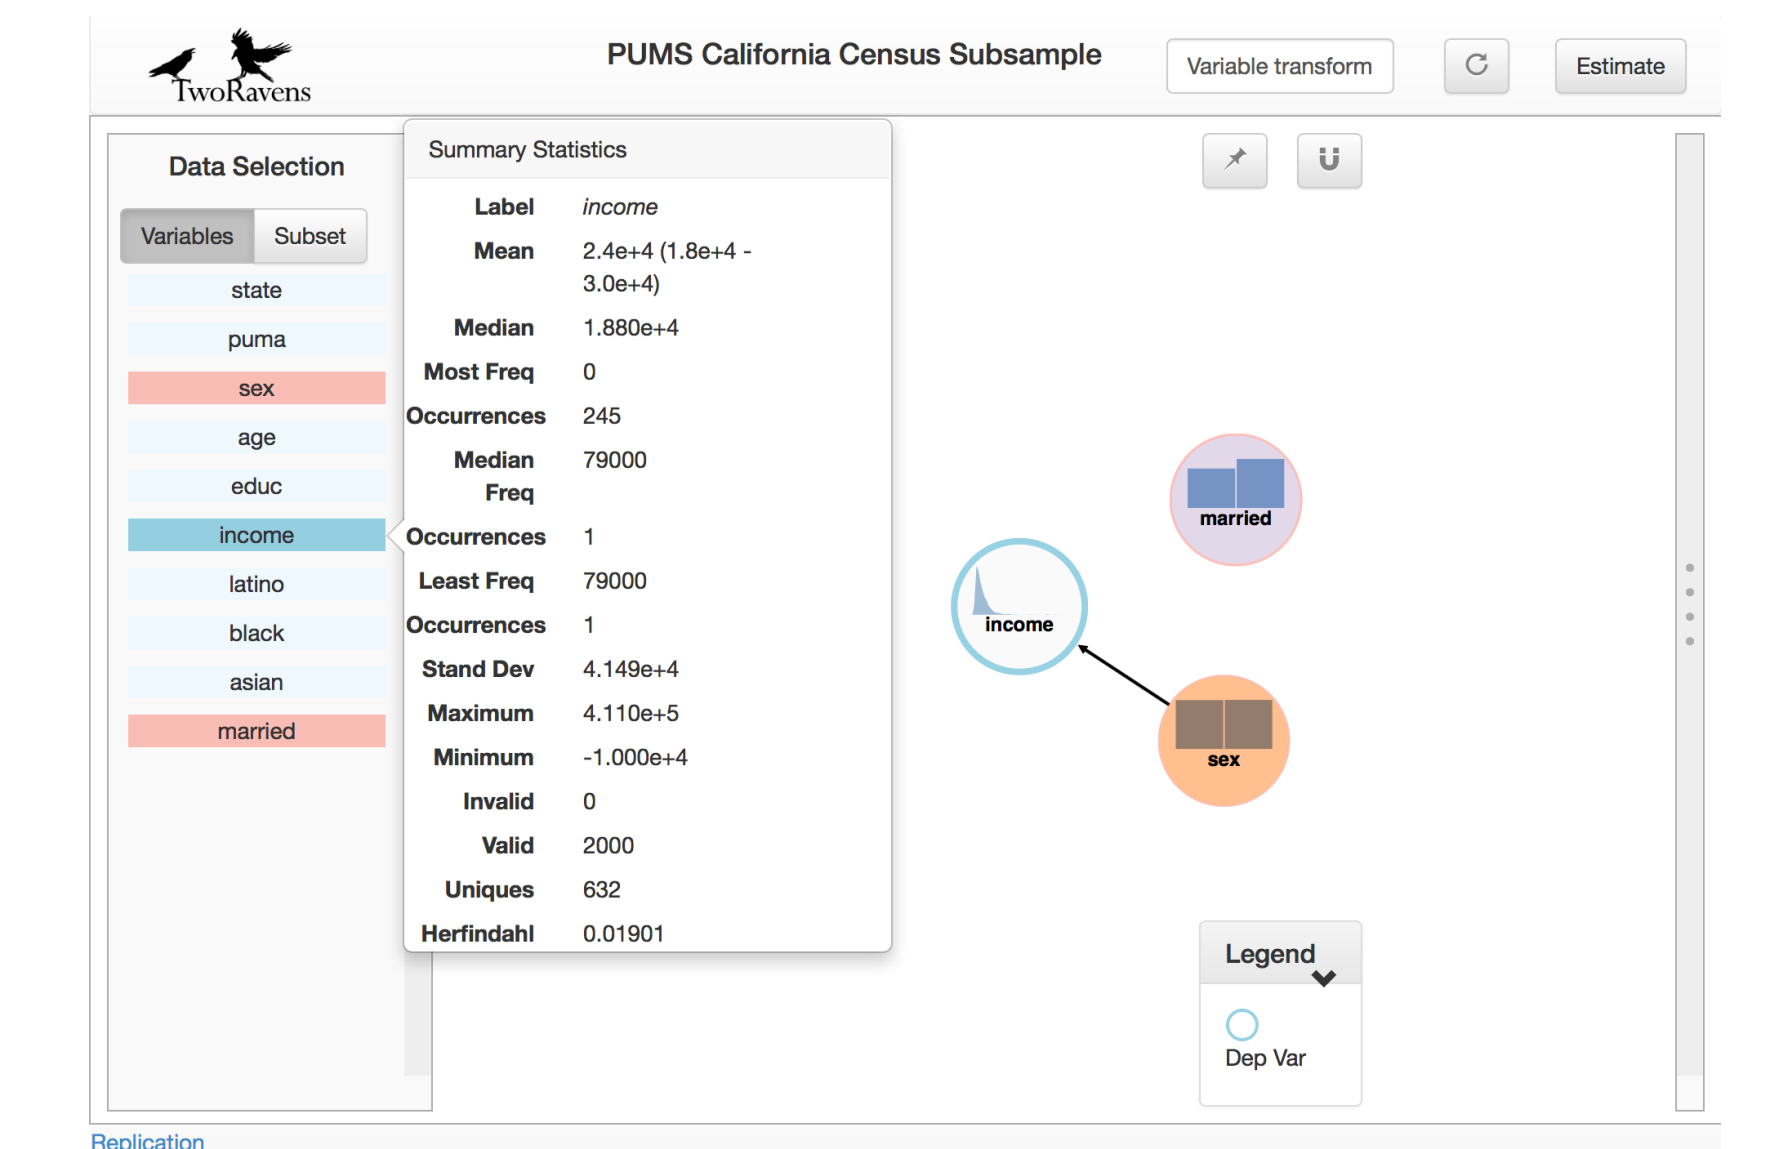 TwoRavens
PUMS California Census Subsample
Variable transform
Estimate
Data Selection
Variables
Subset
state
puma
sex
age
educ
income
latino
black
asian
married
Summary Statistics
Label income
Mean 2.4e+4 (1.8e+4 -
3.0e+4)
Median 1.880e+4
Most Freq 0
Occurrences 245
Median 79000
Freq
Occurrences 1
Least Freq 79000
Occurrences 1
Stand Dev 4.149e+4
Maximum 4.110e+5
Minimum -1.000e+4
Invalid 0
Valid 2000
Uniques 632
Herfindahl 0.01901
married
income
sex
Legend
Dep Var
Replication